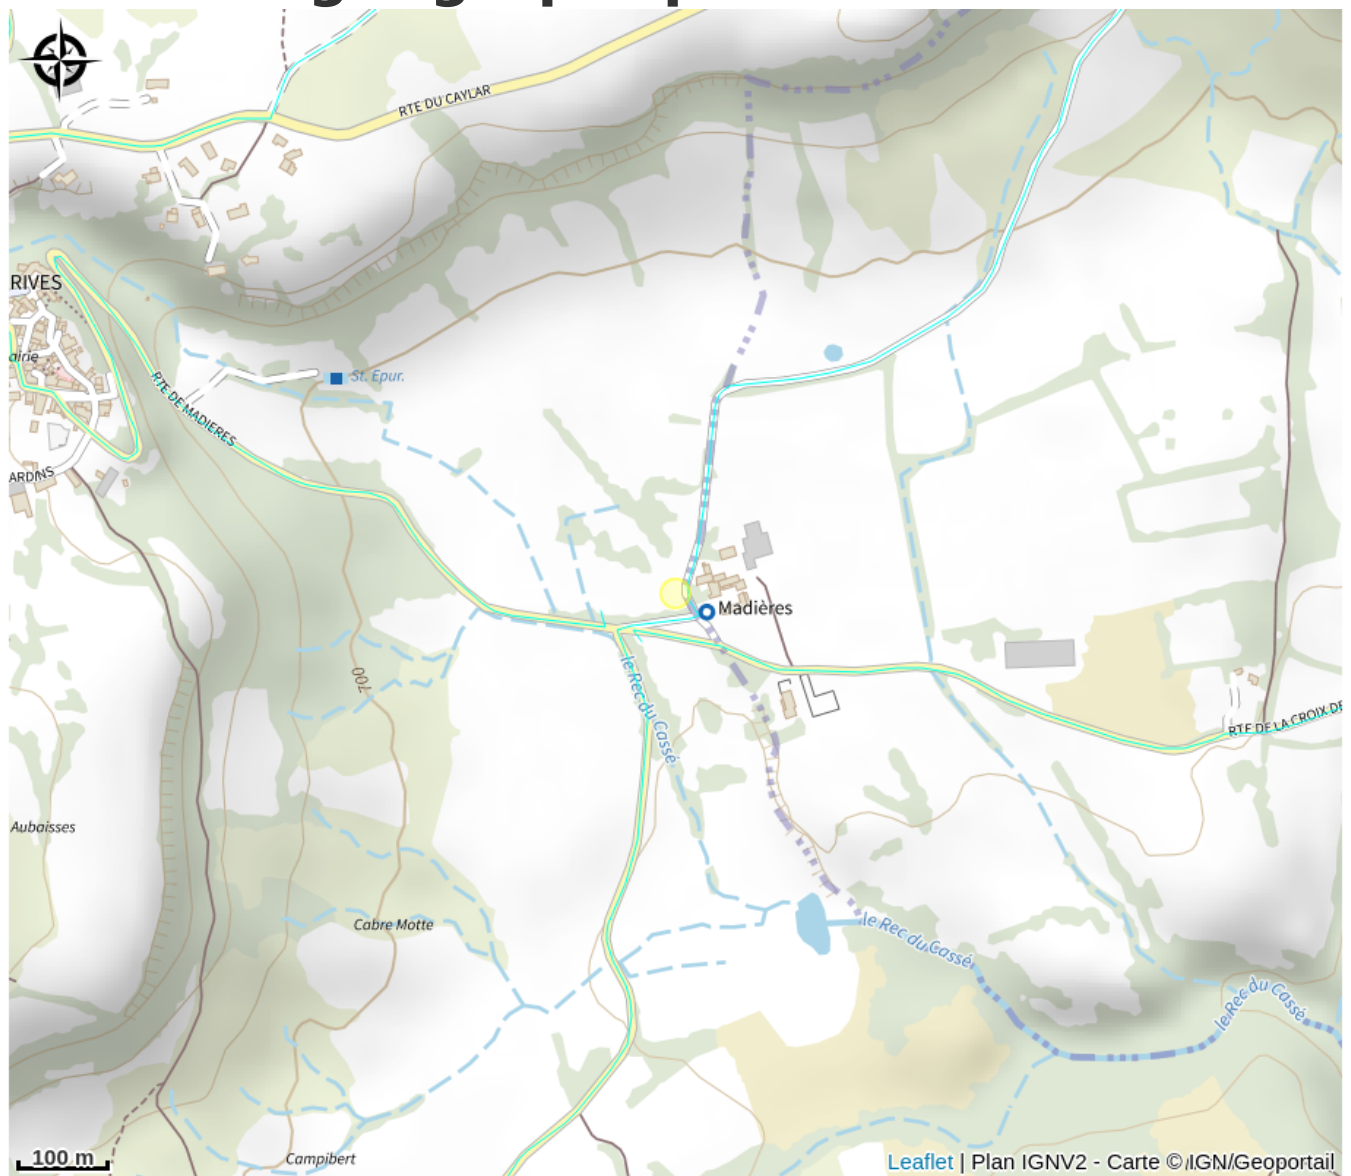 RTE DU CAYLAR
RIVES
airie
St. Epur.
RTE DE MADIERES
ARDINS
Madières
700
le Rec du Cassé
RTE DE LA CROIX DE
Aubaisses
Cabre Motte
le Rec du Cassé
le Rec du Cassé
Campibert
100 m
Leaflet | Plan IGNV2 - Carte © IGN/Geoportail